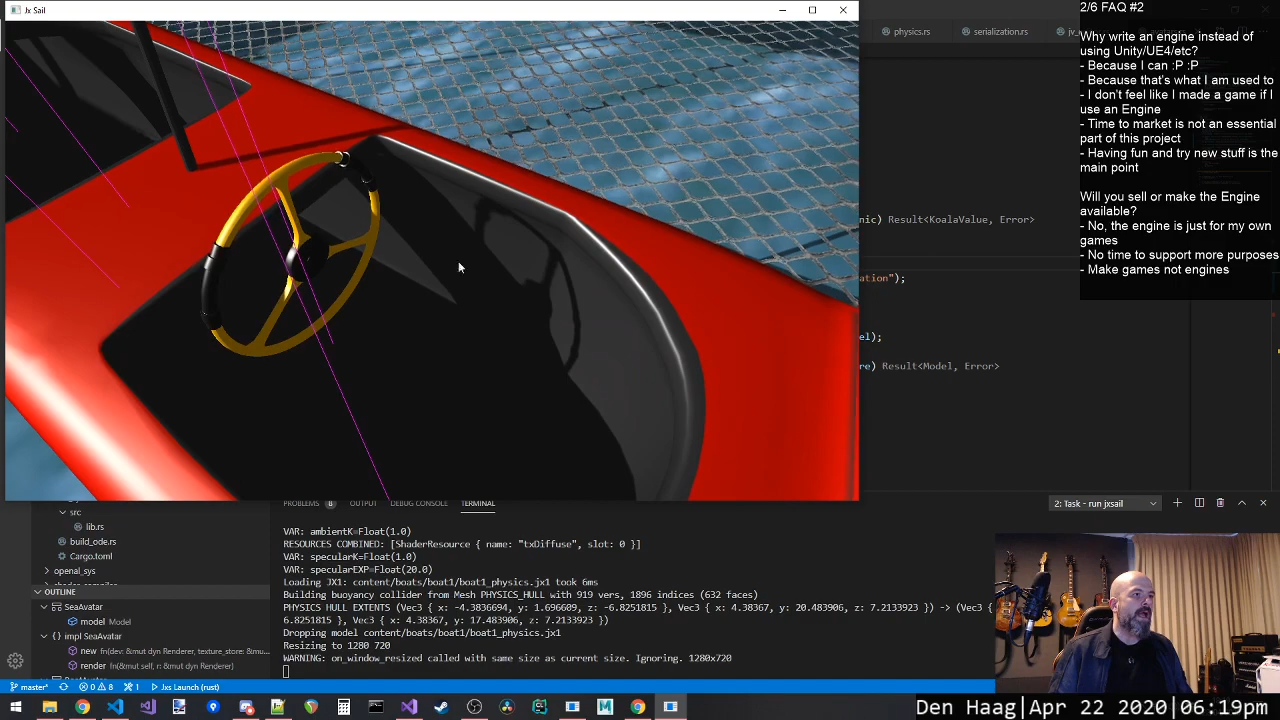 Jx Sail
physics.rs
serialization.rs
2/6 FAQ #2
Why write an engine instead of
using Unity/UE4/etc?
- Because I can :P :P
- Because that's what I am used to
- I don't feel like I made a game if I
use an Engine
- Time to market is not an essential
part of this project
- Having fun and try new stuff is the
main point
Will you sell or make the Engine
available?
- No, the engine is just for my own
games
- No time to support more purposes
- Make games not engines
nic) Result<KoalaValue, Error>
ation");
el);
re) Result<Model, Error>
PROBLEMS 8 OUTPUT DEBUG CONSOLE TERMINAL
2: Task - run jxsail
src
lib.rs
build_ode.rs
Cargo.toml
openal_sys
shader_compiler
OUTLINE
SeaAvatar
model Model
impl SeaAvatar
new fn(dev: &mut dyn Renderer, texture_store: &mu...
render fn(&mut self, r: &mut dyn Renderer)
VAR: ambientK=Float(1.0)
RESOURCES COMBINED: [ShaderResource { name: "txDiffuse", slot: 0 }]
VAR: specularK=Float(1.0)
VAR: specularEXP=Float(20.0)
Loading JX1: content/boats/boat1/boat1_physics.jx1 took 6ms
Building buoyancy collider from Mesh PHYSICS_HULL with 919 vers, 1896 indices (632 faces)
PHYSICS HULL EXTENTS (Vec3 { x: -4.3836694, y: 1.696609, z: -6.8251815 }, Vec3 { x: 4.38367, y: 20.483906, z: 7.2133923 }) -> (Vec3 {
6.8251815 }, Vec3 { x: 4.38367, y: 17.483906, z: 7.2133923 })
Dropping model content/boats/boat1/boat1_physics.jx1
Resizing to 1280 720
WARNING: on_window_resized called with same size as current size. Ignoring. 1280x720
master* 0 8 1 Jxs Launch (rust)
Den Haag|Apr 22 2020|06:19pm